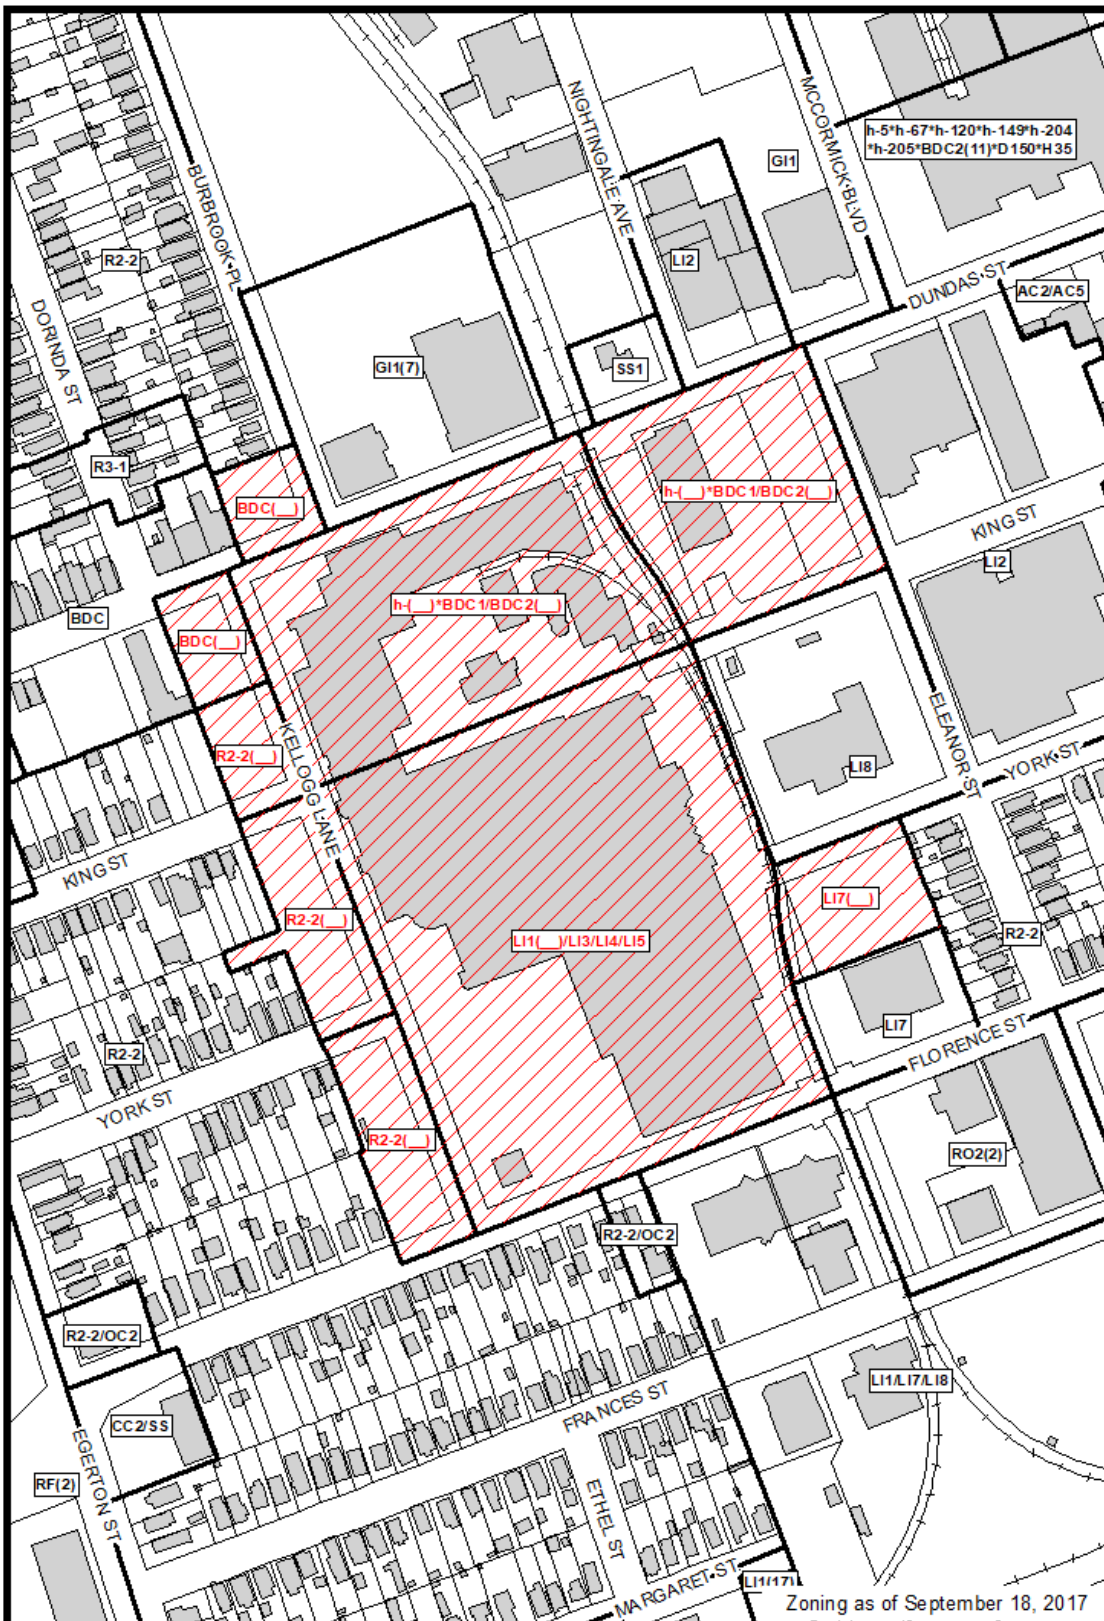 NIGHTINGALE AVE
MCCORMICK BLVD
h-5*h-67*h-120*h-149*h-204
*h-205*BDC2(11)*D150*H35
GI1
BURBROOK PL
R2-2
LI2
DUNDAS ST
AC2/AC5
DORINDA ST
GI1(7)
SS1
R3-1
BDC(__)
h-(__)*BDC1/BDC2(__)
KING ST
LI2
h-(__)*BDC1/BDC2(__)
BDC
BDC(__)
ELEANOR ST
R2-2(__)
KELLOGG LANE
LI8
YORK ST
KING ST
R2-2(__)
LI7(__)
LI1(__)/LI3/LI4/LI5
R2-2
LI7
FLORENCE ST
R2-2
YORK ST
R2-2(__)
RO2(2)
R2-2/OC2
R2-2/OC2
LI1/LI7/LI8
FRANCES ST
CC2/SS
EGERTON ST
RF(2)
ETHEL ST
MARGARET ST
LI1(17)
Zoning as of September 18, 2017